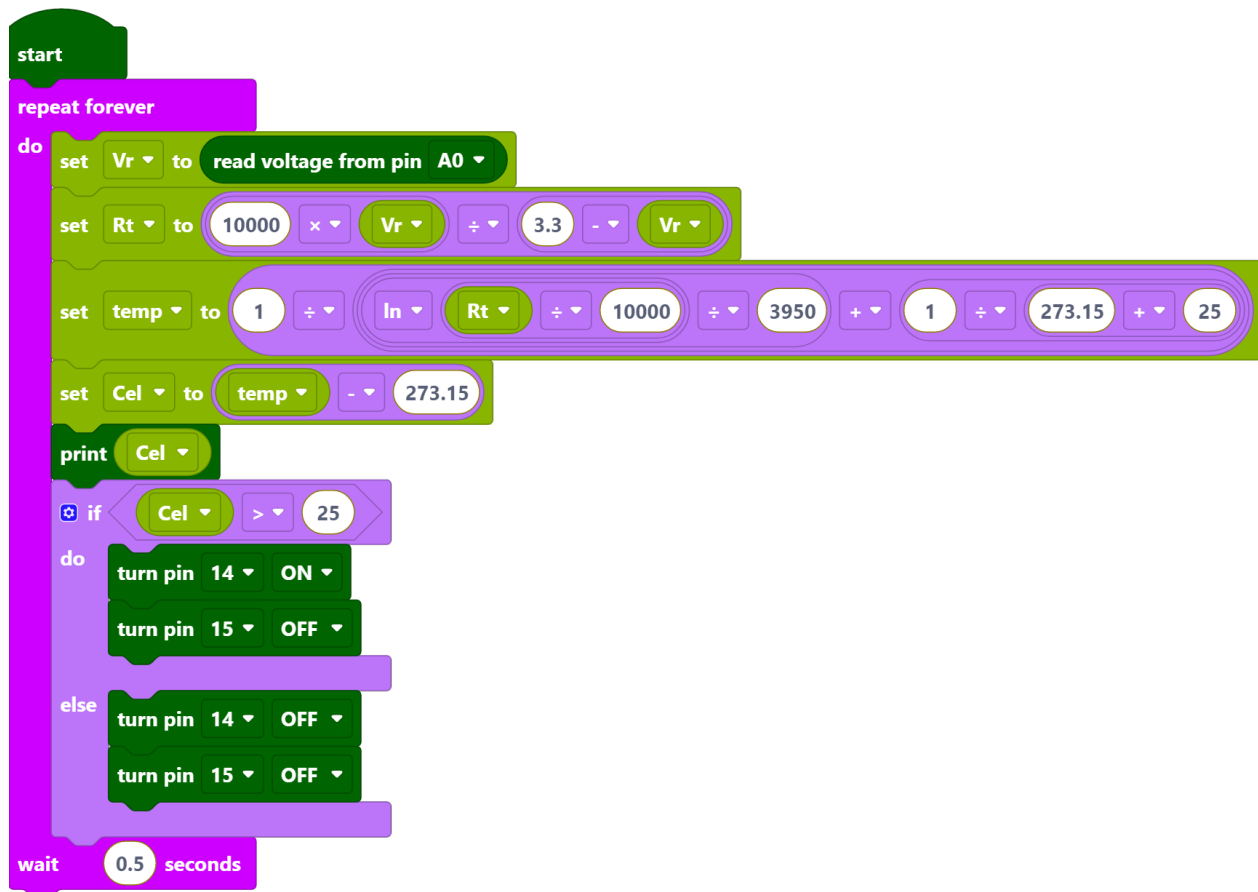 start
repeat forever
do set Vr to read voltage from pin A0
set Rt to 10000 × Vr ÷ 3.3 - Vr
set temp to 1 ÷ ln Rt ÷ 10000 ÷ 3950 + 1 ÷ 273.15 + 25
set Cel to temp - 273.15
print Cel
if Cel > 25
do
turn pin 14 ON
turn pin 15 OFF
else
turn pin 14 OFF
turn pin 15 OFF
wait 0.5 seconds